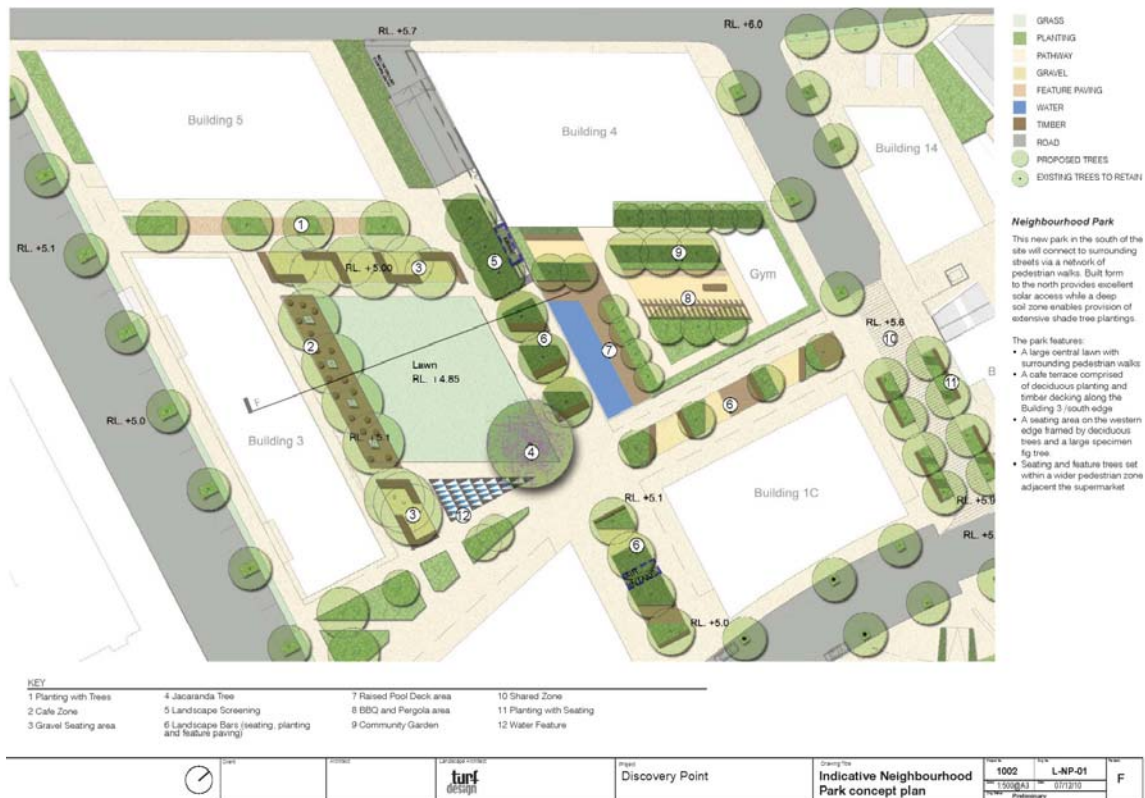 RL. +5.7
RL. +6.0
Building 5
Building 4
Building 14
1
RL. +5.1
RL. +5.00
3
5
9
Gym
8
RL. +5.6
10
2
6
7
Lawn
RL. +4.85
F
11
RL. +5.0
Building 3
RL. +5.1
6
4
Building 1C
3
12
RL. +5.1
6
RL. +5.0
GRASS
PLANTING
PATHWAY
GRAVEL
FEATURE PAVING
WATER
TIMBER
ROAD
PROPOSED TREES
EXISTING TREES TO RETAIN
Neighbourhood Park
This new park in the south of the
site will connect to surrounding
streets via a network of
pedestrian walks. Built form
to the north provides excellent
solar access while a deep
soil zone enables provision of
extensive shade tree plantings.
The park features:
• A large central lawn with
surrounding pedestrian walks
• A cafe terrace comprised
of deciduous planting and
timber decking along the
Building 3 /south edge
• A seating area on the western
edge framed by deciduous
trees and a large specimen
fig tree.
• Seating and feature trees set
within a wider pedestrian zone
adjacent the supermarket
KEY
1 Planting with Trees
2 Cafe Zone
3 Gravel Seating area
4 Jacaranda Tree
5 Landscape Screening
6 Landscape Bars (seating, planting
and feature paving)
7 Raised Pool Deck area
8 BBQ and Pergola area
9 Community Garden
10 Shared Zone
11 Planting with Seating
12 Water Feature
Client
Architect
Landscape Architect
turf
design
Project
Discovery Point
Drawing Title
Indicative Neighbourhood
Park concept plan
1002
L-NP-01
1:500@A3
07/12/10
Preliminary
F